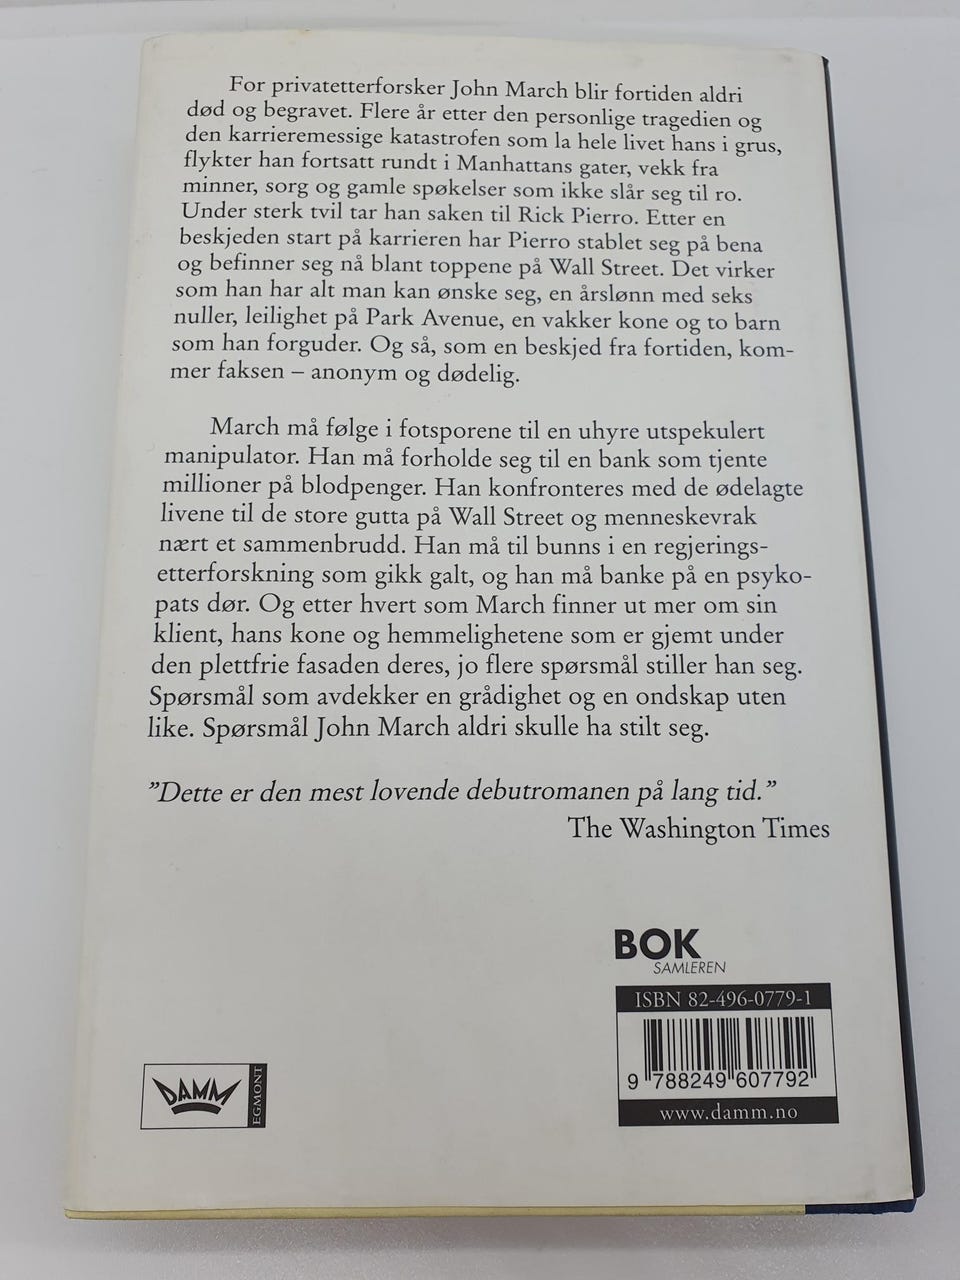 For privatetterforsker John March blir fortiden aldri
død og begravet. Flere år etter den personlige tragedien og
den karrieremessige katastrofen som la hele livet hans i grus,
flykter han fortsatt rundt i Manhattans gater, vekk fra
minner, sorg og gamle spøkelser som ikke slår seg til ro.
Under sterk tvil tar han saken til Rick Pierro. Etter en
beskjeden start på karrieren har Pierro stablet seg på bena
og befinner seg nå blant toppene på Wall Street. Det virker
som han har alt man kan ønske seg, en årslønn med seks
nuller, leilighet på Park Avenue, en vakker kone og to barn
som han forguder. Og så, som en beskjed fra fortiden, kom-
mer faksen – anonym og dødelig.
March må følge i fotsporene til en uhyre utspekulert
manipulator. Han må forholde seg til en bank som tjente
millioner på blodpenger. Han konfronteres med de ødelagte
livene til de store gutta på Wall Street og menneskevrak
nært et sammenbrudd. Han må til bunns i en regjerings-
etterforskning som gikk galt, og han må banke på en psyko-
pats dør. Og etter hvert som March finner ut mer om sin
klient, hans kone og hemmelighetene som er gjemt under
den plettfrie fasaden deres, jo flere spørsmål stiller han seg.
Spørsmål som avdekker en grådighet og en ondskap uten
like. Spørsmål John March aldri skulle ha stilt seg.
”Dette er den mest lovende debutromanen på lang tid.”
The Washington Times
BOK
SAMLEREN
ISBN 82-496-0779-1
9 788249 607792
www.damm.no
DAMM
EGMONT